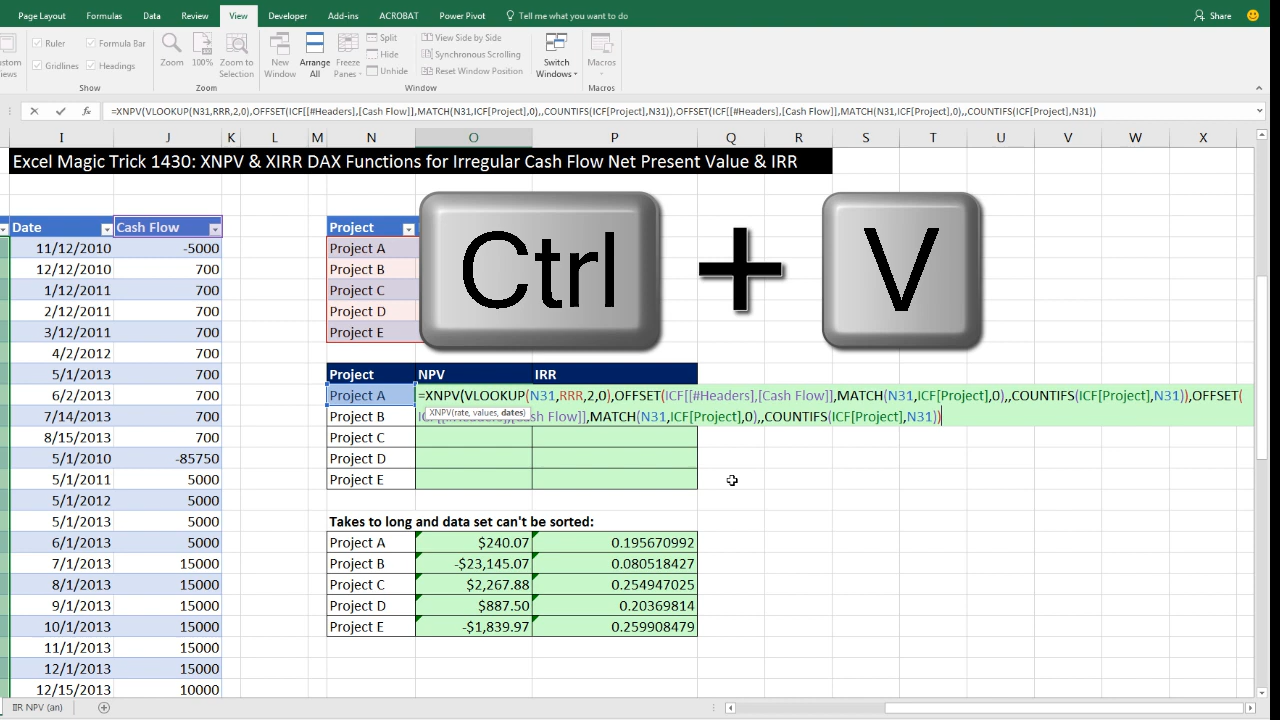 Page Layout Formulas Data Review View Developer Add-ins ACROBAT Power Pivot Tell me what you want to do Share
Ruler Formula Bar Split View Side by Side
Gridlines Headings Hide Synchronous Scrolling
Unhide Reset Window Position
Views Zoom 100% Zoom to Selection New Window Arrange All Freeze Panes Switch Windows Macros
Show Zoom Window Macros
fx =XNPV(VLOOKUP(N31,RRR,2,0),OFFSET(ICF[[#Headers],[Cash Flow]],MATCH(N31,ICF[Project],0),,COUNTIFS(ICF[Project],N31)),OFFSET(ICF[[#Headers],[Cash Flow]],MATCH(N31,ICF[Project],0),,COUNTIFS(ICF[Project],N31))
I J K L M N O P Q R S T U V W X
Excel Magic Trick 1430: XNPV & XIRR DAX Functions for Irregular Cash Flow Net Present Value & IRR
Date Cash Flow Project
11/12/2010 -5000 Project A
12/12/2010 700 Project B
1/12/2011 700 Project C
2/12/2011 700 Project D
3/12/2011 700 Project E
Ctrl + V
4/2/2012 700
5/1/2013 700 Project NPV IRR
6/2/2013 700 Project A =XNPV(VLOOKUP(N31,RRR,2,0),OFFSET(ICF[[#Headers],[Cash Flow]],MATCH(N31,ICF[Project],0),,COUNTIFS(ICF[Project],N31)),OFFSET(
XNPV(rate, values, dates)
7/14/2013 700 Project B Cash Flow]],MATCH(N31,ICF[Project],0),,COUNTIFS(ICF[Project],N31))
8/15/2013 700 Project C
5/1/2010 -85750 Project D
5/1/2011 5000 Project E
5/1/2012 5000
5/1/2013 5000 Takes to long and data set can't be sorted:
6/1/2013 5000 Project A $240.07 0.195670992
7/1/2013 15000 Project B -$23,145.07 0.080518427
8/1/2013 15000 Project C $2,267.88 0.254947025
9/1/2013 15000 Project D $887.50 0.20369814
10/1/2013 15000 Project E -$1,839.97 0.259908479
11/1/2013 15000
12/1/2013 15000
12/15/2013 10000
IRR NPV (an)